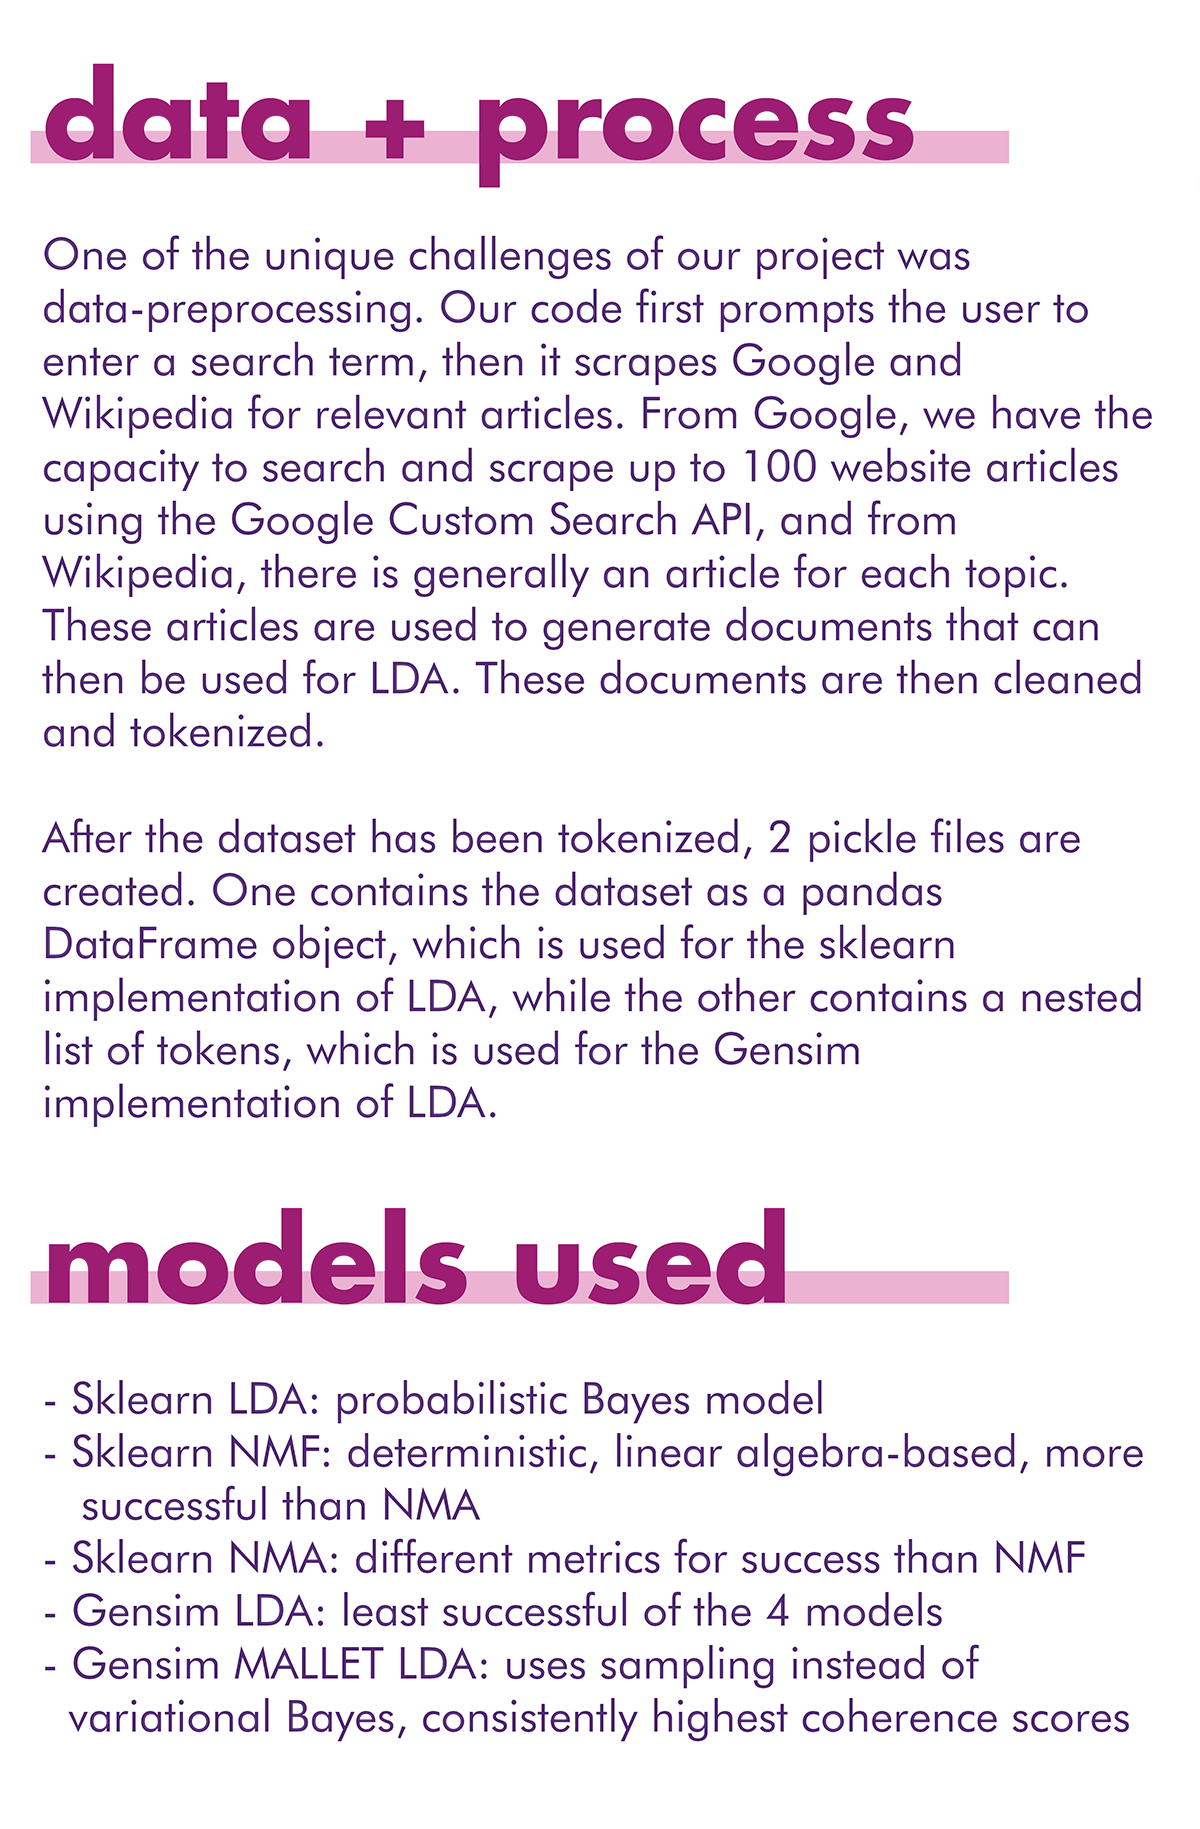 data + process
One of the unique challenges of our project was
data-preprocessing. Our code first prompts the user to
enter a search term, then it scrapes Google and
Wikipedia for relevant articles. From Google, we have the
capacity to search and scrape up to 100 website articles
using the Google Custom Search API, and from
Wikipedia, there is generally an article for each topic.
These articles are used to generate documents that can
then be used for LDA. These documents are then cleaned
and tokenized.
After the dataset has been tokenized, 2 pickle files are
created. One contains the dataset as a pandas
DataFrame object, which is used for the sklearn
implementation of LDA, while the other contains a nested
list of tokens, which is used for the Gensim
implementation of LDA.
models used
- Sklearn LDA: probabilistic Bayes model
- Sklearn NMF: deterministic, linear algebra-based, more
successful than NMA
- Sklearn NMA: different metrics for success than NMF
- Gensim LDA: least successful of the 4 models
- Gensim MALLET LDA: uses sampling instead of
variational Bayes, consistently highest coherence scores